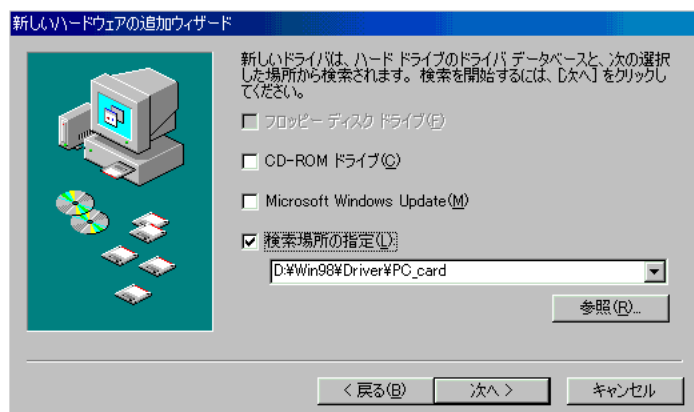 新しいハードウェアの追加ウィザード
新しいドライバは、ハード ドライブのドライバ データベースと、次の選択
した場所から検索されます。検索を開始するには、[次へ] をクリックし
てください。
フロッピー ディスク ドライブ(F)
CD-ROM ドライブ(C)
Microsoft Windows Update(M)
検索場所の指定(L):
D:¥Win98¥Driver¥PC_card
参照(R)...
< 戻る(B)
次へ >
キャンセル